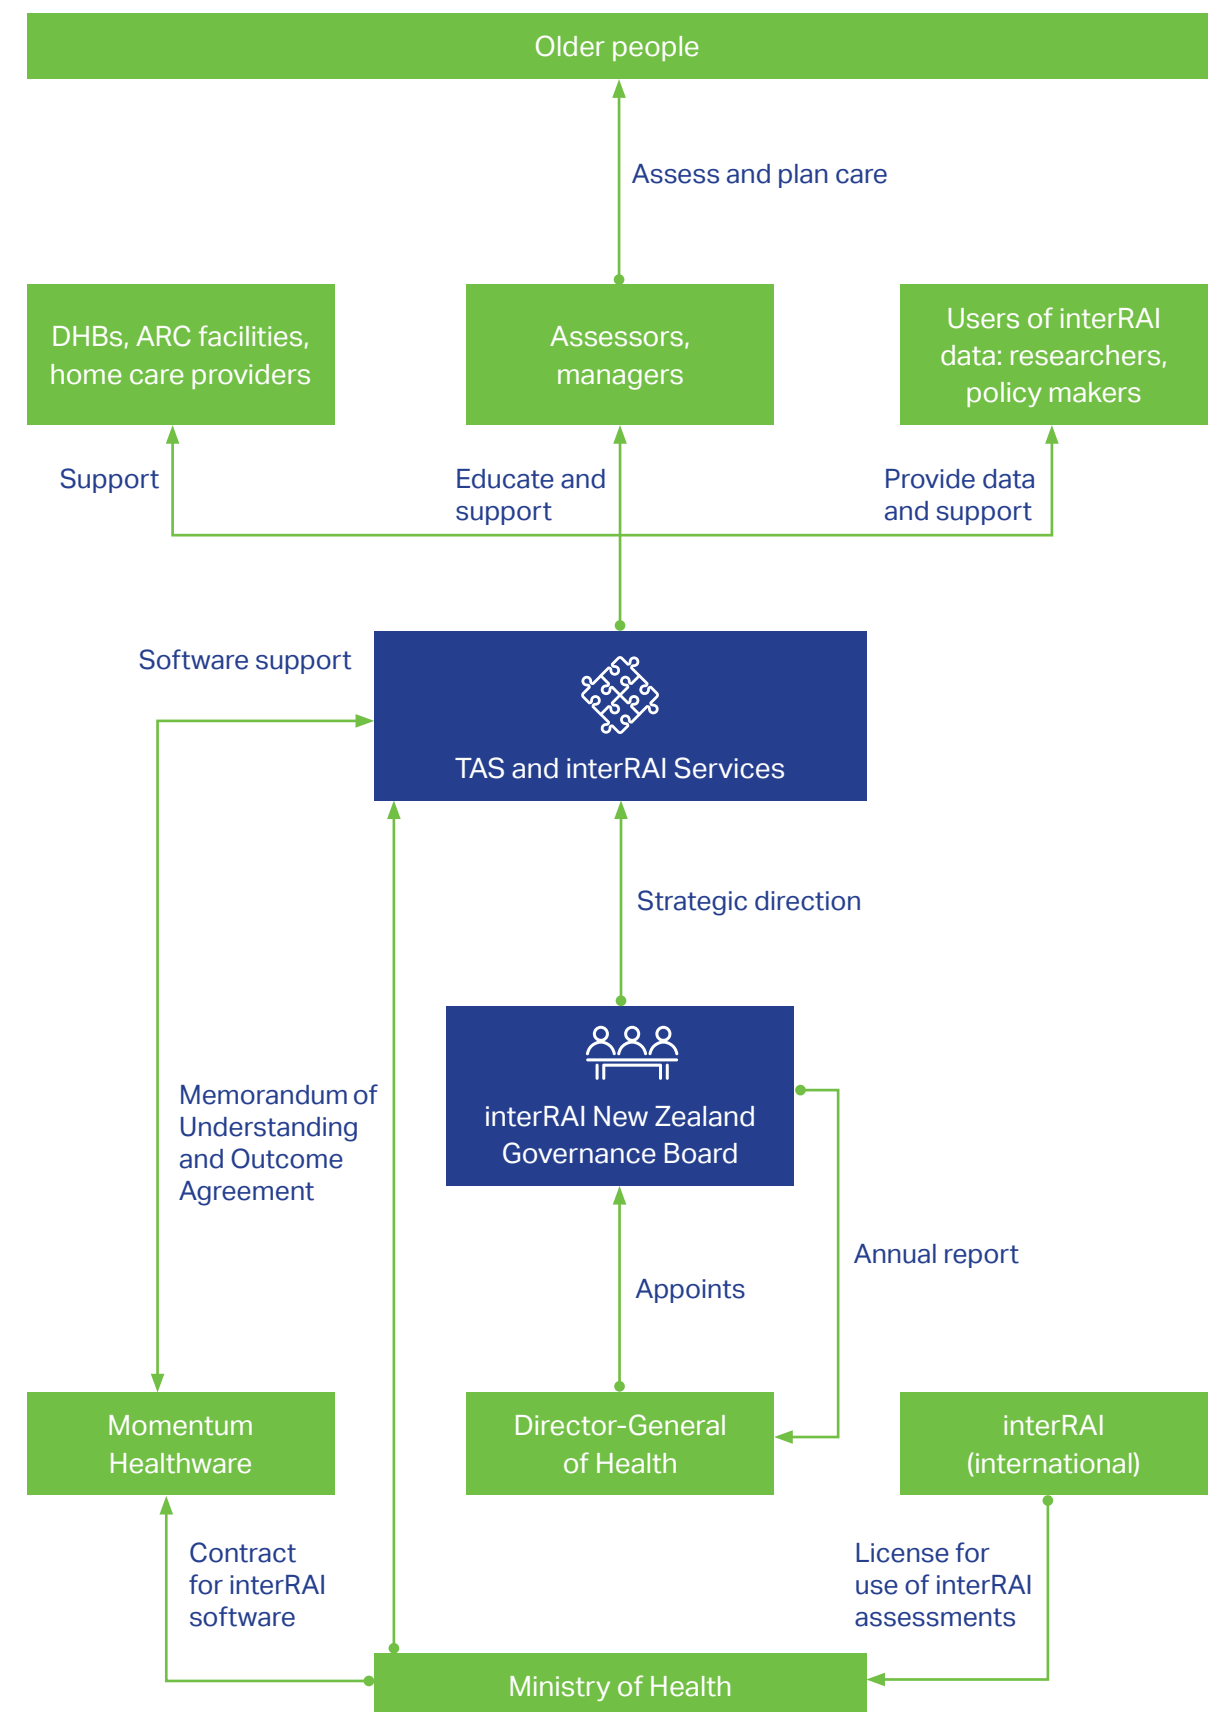 Older people
Assess and plan care
DHBs, ARC facilities,
home care providers
Assessors,
managers
Users of interRAI
data: researchers,
policy makers
Support
Educate and
support
Provide data
and support
Software support
TAS and interRAI Services
Strategic direction
interRAI New Zealand
Governance Board
Memorandum of
Understanding
and Outcome
Agreement
Annual report
Appoints
Momentum
Healthware
Director-General
of Health
interRAI
(international)
Contract
for interRAI
software
License for
use of interRAI
assessments
Ministry of Health